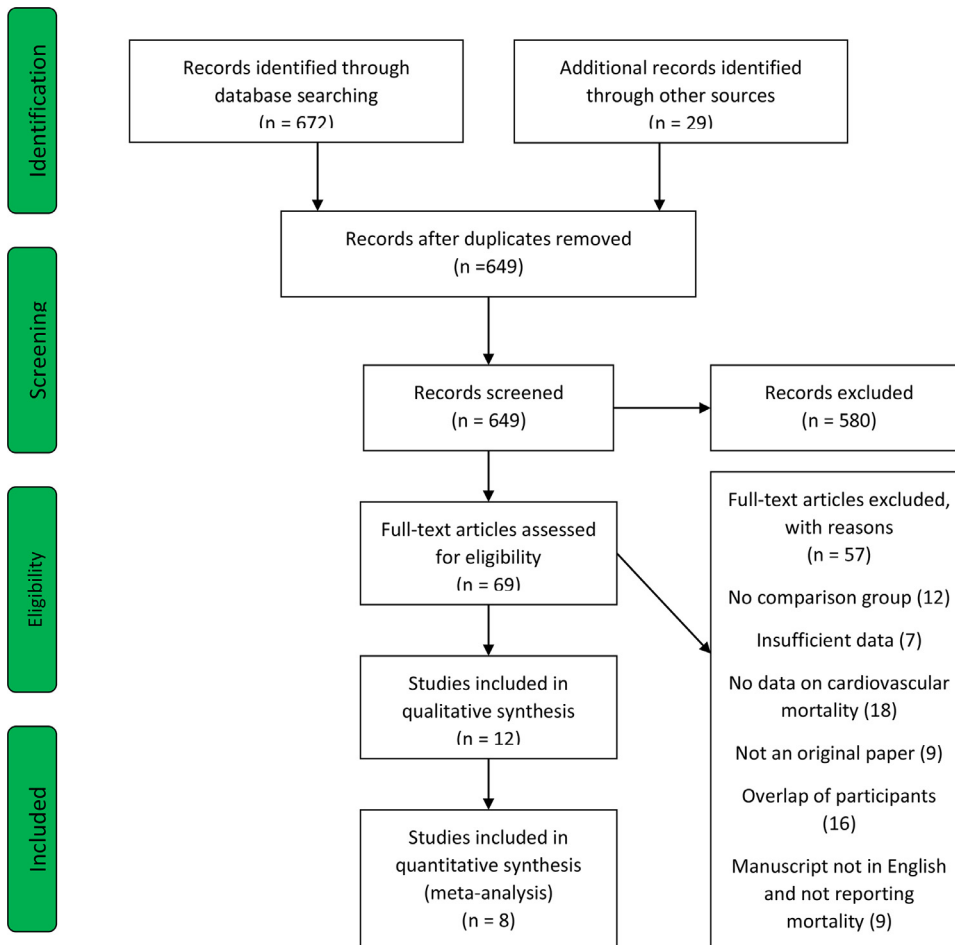 Identification
Records identified through
database searching
(n = 672)
Additional records identified
through other sources
(n = 29)
Records after duplicates removed
(n =649)
Screening
Records screened
(n = 649)
Records excluded
(n = 580)
Eligibility
Full-text articles assessed
for eligibility
(n = 69)
Full-text articles excluded,
with reasons
(n = 57)
No comparison group (12)
Insufficient data (7)
No data on cardiovascular
mortality (18)
Not an original paper (9)
Overlap of participants
(16)
Manuscript not in English
and not reporting
mortality (9)
Studies included in
qualitative synthesis
(n = 12)
Included
Studies included in
quantitative synthesis
(meta-analysis)
(n = 8)